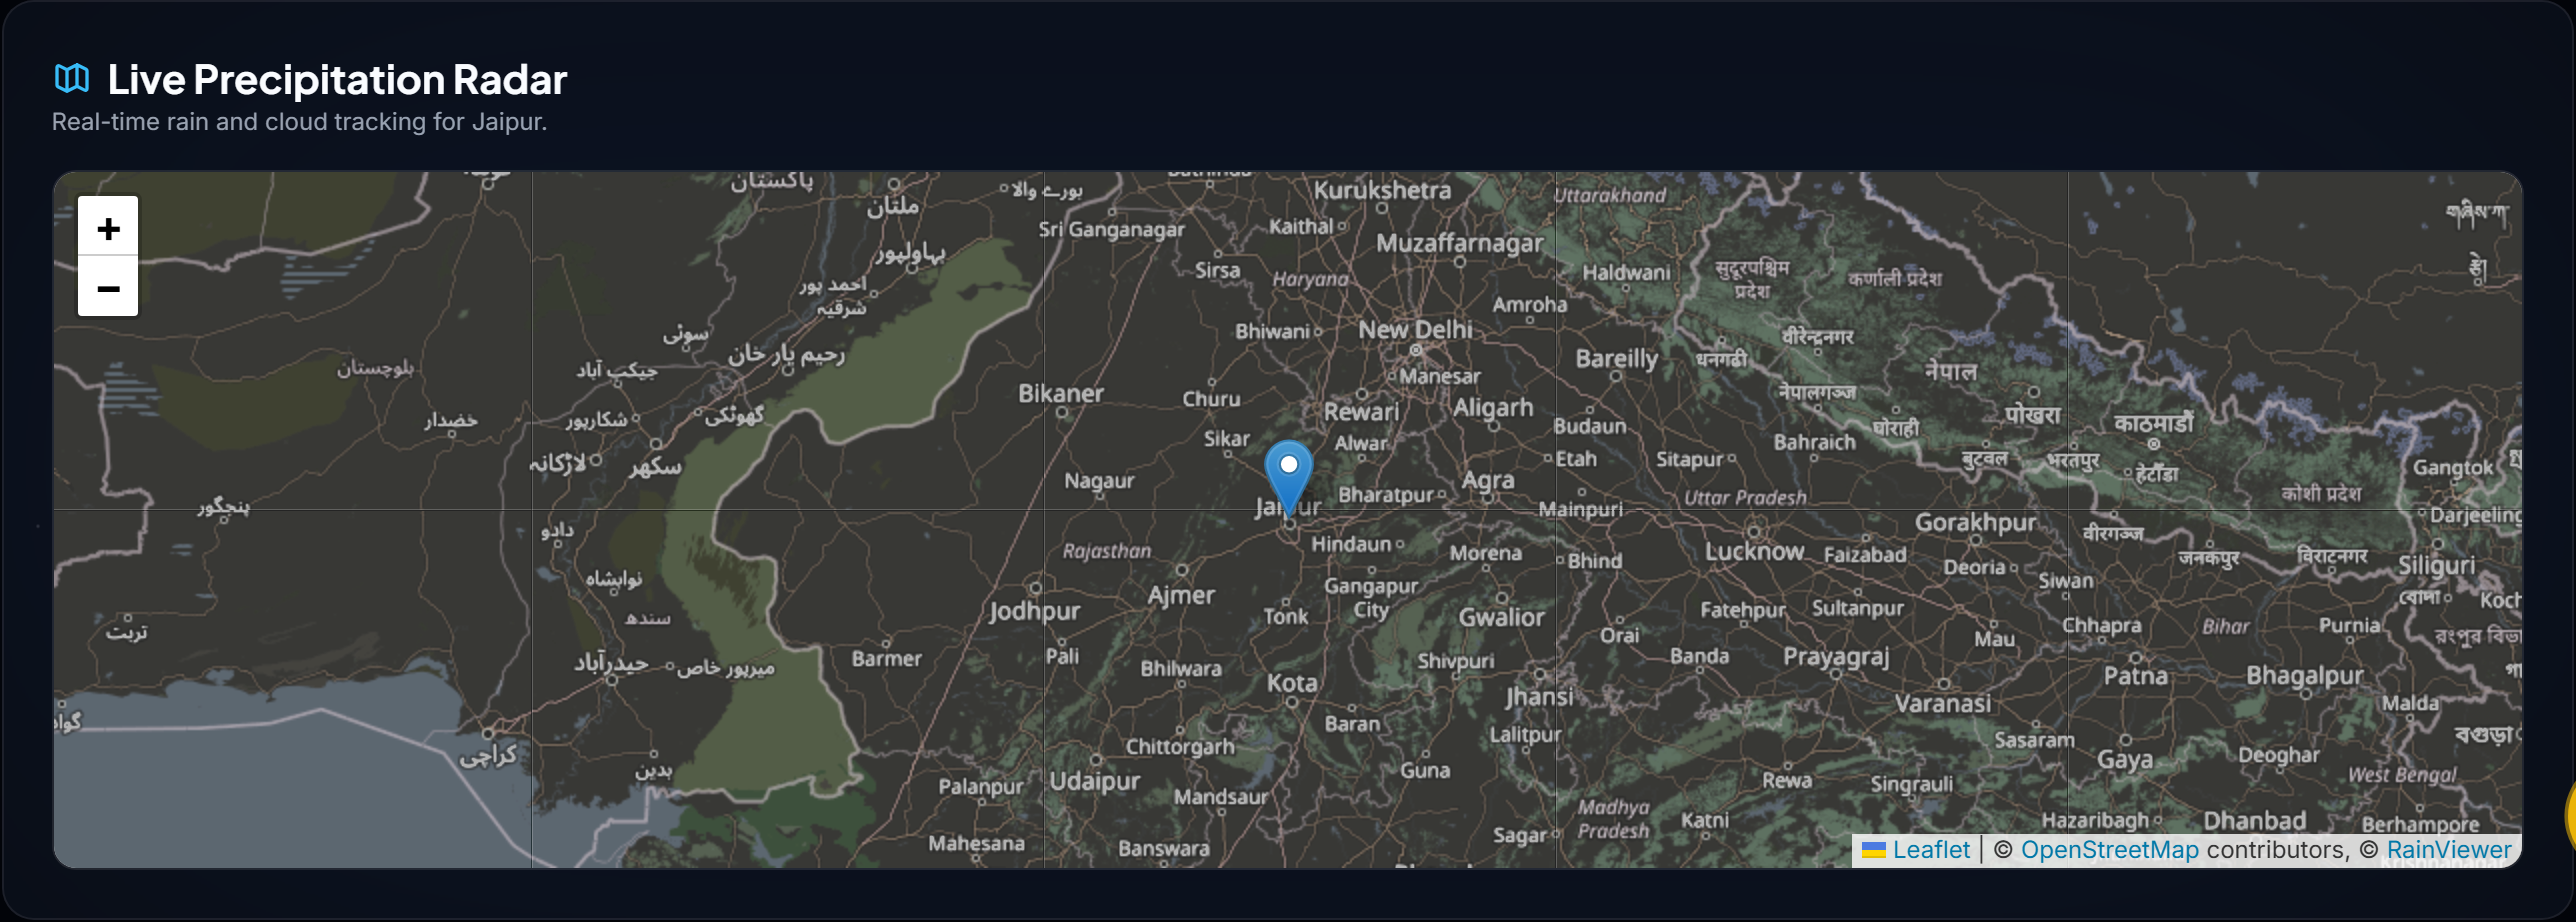 Live Precipitation Radar
Real-time rain and cloud tracking for Jaipur.
+
−
پاکستان
بورے والا
Kurukshetra
Uttarakhand
ملتان
Sri Ganganagar
Kaithal
Muzaffarnagar
بہاولپور
Sirsa
Haryana
Haldwani
सुदूरपश्चिम
प्रदेश
कर्णाली प्रदेश
احمد پور
شرقیہ
Amroha
سوئی
Bhiwani
New Delhi
वीरेन्द्रनगर
رحیم یار خان
Bareilly
धनगढी
بلوچستان
جیکب آباد
Manesar
नेपाल
Bikaner
Churu
Rewari
Aligarh
नेपालगञ्ज
पोखरा
काठमाडौं
خضدار
شکارپور
گھوٹکی
Budaun
घोराही
Sikar
Alwar
Bahraich
لاڑکانہ
سکھر
Etah
Sitapur
बुटवल
भरतपुर
हेटौंडा
Gangtok
Nagaur
Jaipur
Bharatpur
Agra
Uttar Pradesh
कोशी प्रदेश
پنجگور
Mainpuri
Gorakhpur
Darjeeling
دادو
Rajasthan
Hindaun
Morena
Bhind
Lucknow
Faizabad
वीरगञ्ज
जनकपुर
विराटनगर
Siliguri
نوابشاہ
Ajmer
Gangapur
City
Deoria
Siwan
سندھ
Jodhpur
Tonk
Gwalior
Fatehpur
Sultanpur
تربت
Orai
Mau
Chhapra
Bihar
Purnia
حیدرآباد
میرپور خاص
Barmer
Pali
Bhilwara
Shivpuri
Banda
Prayagraj
Kota
Jhansi
Varanasi
Patna
Bhagalpur
Malda
Baran
Lalitpur
کراچی
Chittorgarh
Sasaram
Gaya
Deoghar
বগুড়া
بدین
Palanpur
Udaipur
Mandsaur
Guna
Rewa
Singrauli
West Bengal
Madhya
Pradesh
Katni
Hazaribagh
Dhanbad
Berhampore
Mahesana
Banswara
Sagar
Leaflet | © OpenStreetMap contributors, © RainViewer